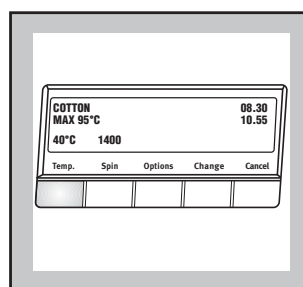 COTTON 08.30
MAX 95°C 10.55
40°C 1400
Temp. Spin Options Change Cancel